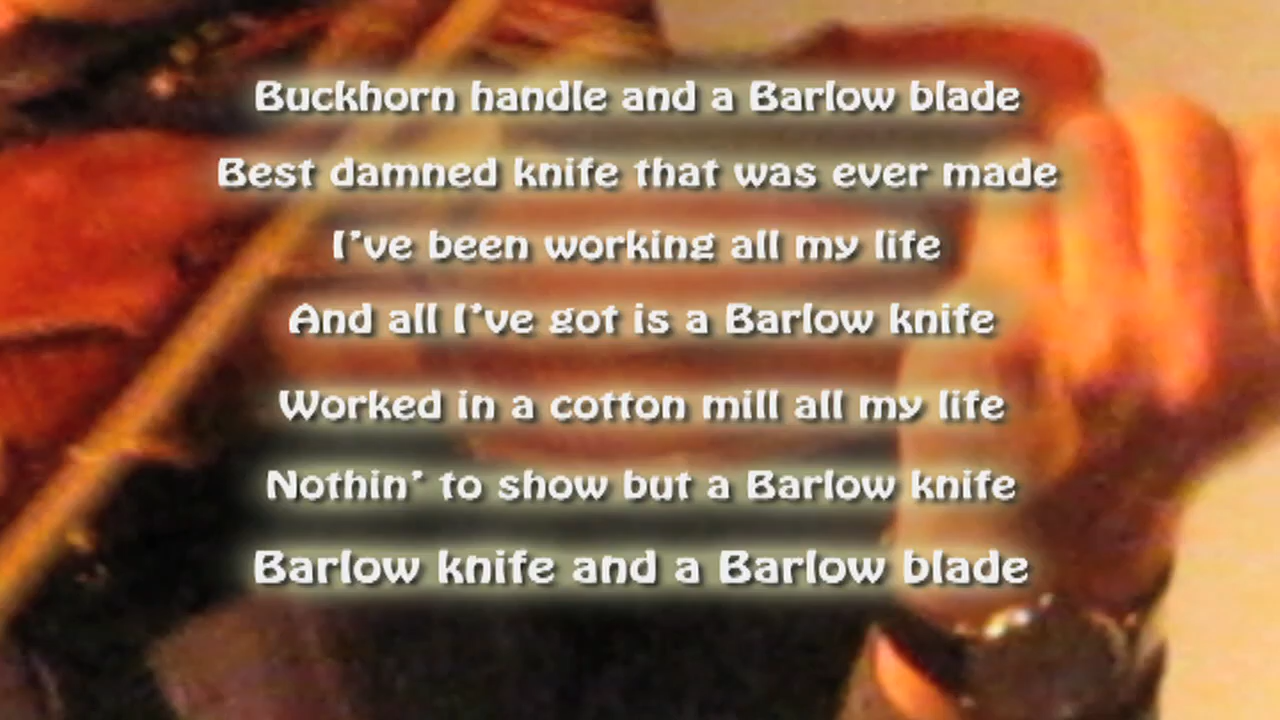 Buckhorn handle and a Barlow blade
Best damned knife that was ever made
I've been working all my life
And all I've got is a Barlow knife
Worked in a cotton mill all my life
Nothin' to show but a Barlow knife
Barlow knife and a Barlow blade